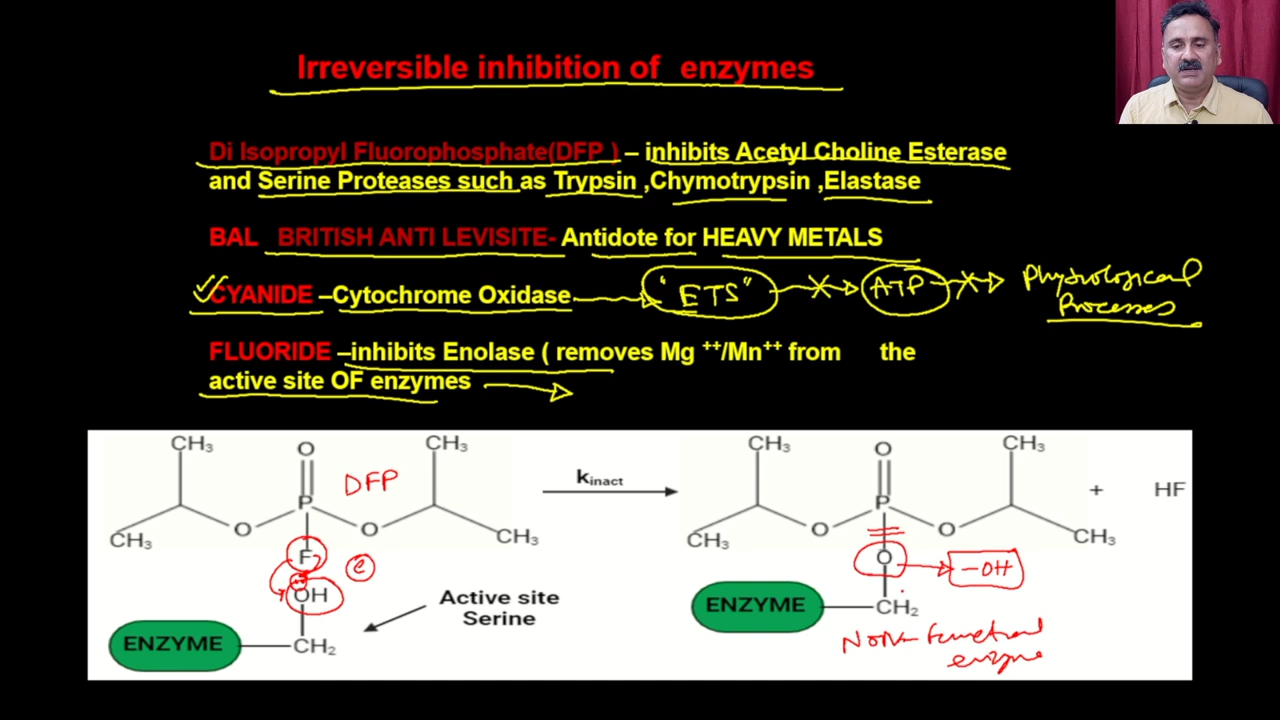 Irreversible inhibition of enzymes
Di Isopropyl Fluorophosphate(DFP ) – inhibits Acetyl Choline Esterase
and Serine Proteases such as Trypsin ,Chymotrypsin ,Elastase
BAL BRITISH ANTI LEVISITE- Antidote for HEAVY METALS
CYANIDE –Cytochrome Oxidase "ETS" ATP Physiological
Processes
FLUORIDE –inhibits Enolase ( removes Mg ++/Mn++ from the
active site OF enzymes
CH3 O CH3 CH3 O CH3
DFP kinact
P P + HF
O O O O
CH3 CH3 CH3 CH3
F O -OH
e
OH Active site
Serine
ENZYME CH2
ENZYME CH2
Non functional
enzyme